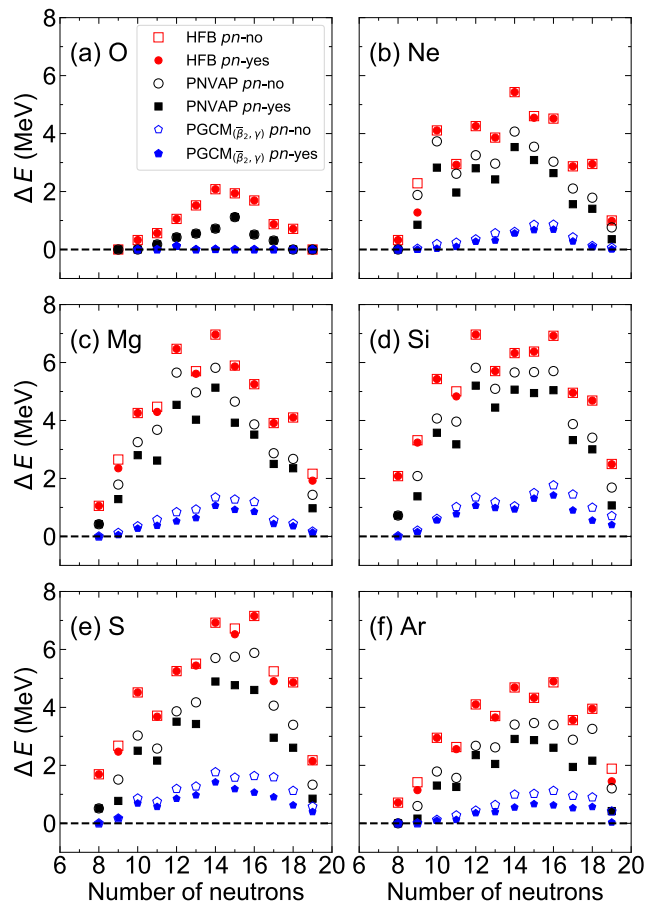 (a) O
HFB pn-no
HFB pn-yes
PNVAP pn-no
PNVAP pn-yes
PGCM(β̄₂, γ) pn-no
PGCM(β̄₂, γ) pn-yes
(b) Ne
8
6
4
2
0
ΔE (MeV)
(c) Mg
(d) Si
8
6
4
2
0
ΔE (MeV)
(e) S
(f) Ar
8
6
4
2
0
ΔE (MeV)
6 8 10 12 14 16 18 20
8 10 12 14 16 18 20
Number of neutrons
Number of neutrons